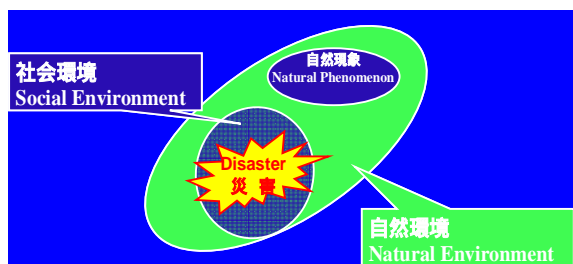 自然現象
Natural Phenomenon
社会環境
Social Environment
Disaster
災 害
自然環境
Natural Environment